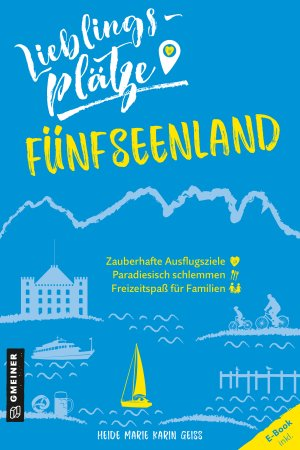 Lieblings-
plätze
FÜNFSEENLAND
Zauberhafte Ausflugsziele
Paradiesisch schlemmen
Freizeitspaß für Familien
GMEINER
E-Book
inkl.
HEIDE MARIE KARIN GEISS